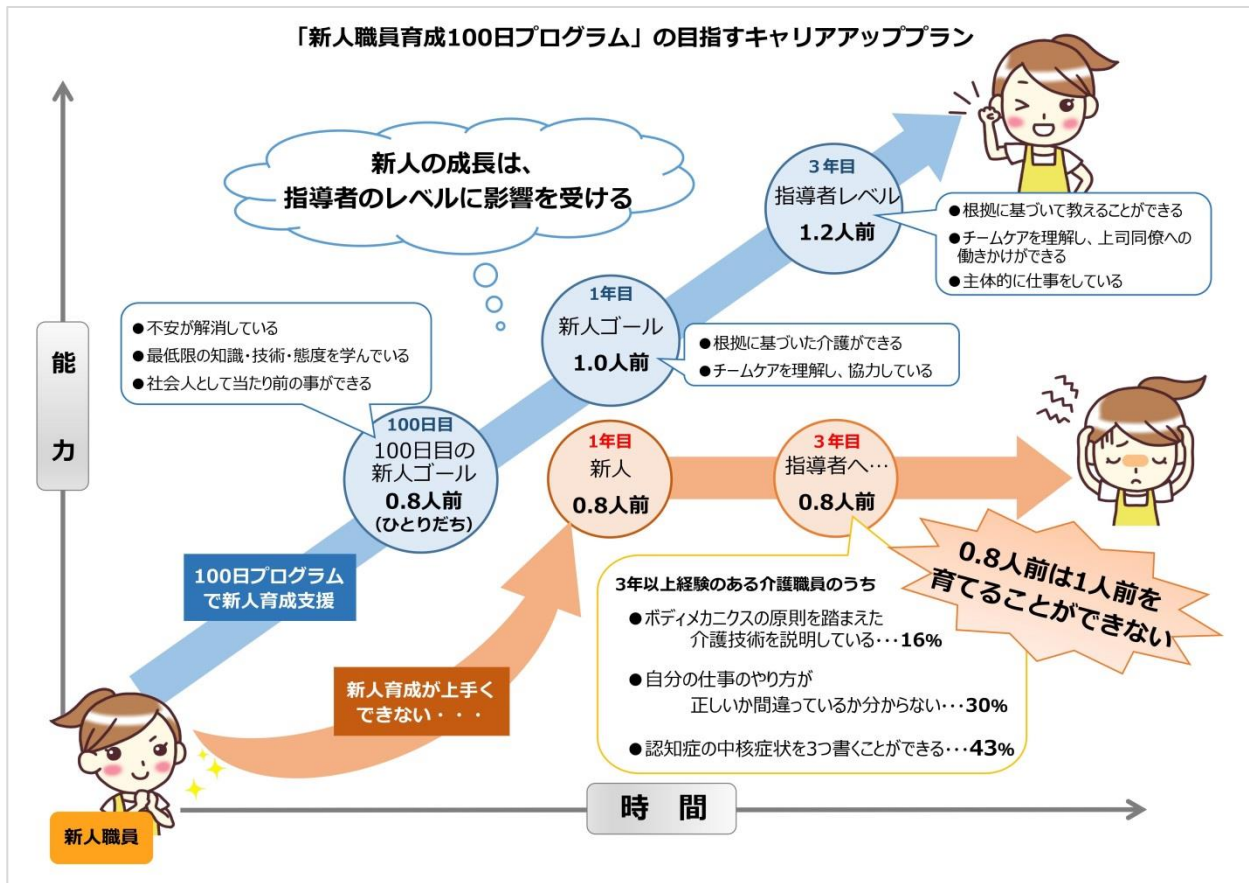 「新人職員育成100日プログラム」の目指すキャリアアッププラン
新人の成長は、
指導者のレベルに影響を受ける
3年目
指導者レベル
1.2人前
●根拠に基づいて教えることができる
●チームケアを理解し、上司同僚への
働きかけができる
●主体的に仕事をしている
1年目
新人ゴール
1.0人前
●根拠に基づいた介護ができる
●チームケアを理解し、協力している
●不安が解消している
●最低限の知識・技術・態度を学んでいる
●社会人として当たり前の事ができる
能
力
100日目
100日目の
新人ゴール
0.8人前
(ひとりだち)
1年目
新人
0.8人前
3年目
指導者へ…
0.8人前
100日プログラム
で新人育成支援
新人育成が上手く
できない・・・
0.8人前は1人前を
育てることができない
3年以上経験のある介護職員のうち
●ボディメカニクスの原則を踏まえた
介護技術を説明している･･･16%
●自分の仕事のやり方が
正しいか間違っているか分からない･･･30%
●認知症の中核症状を3つ書くことができる･･･43%
時 間
新人職員